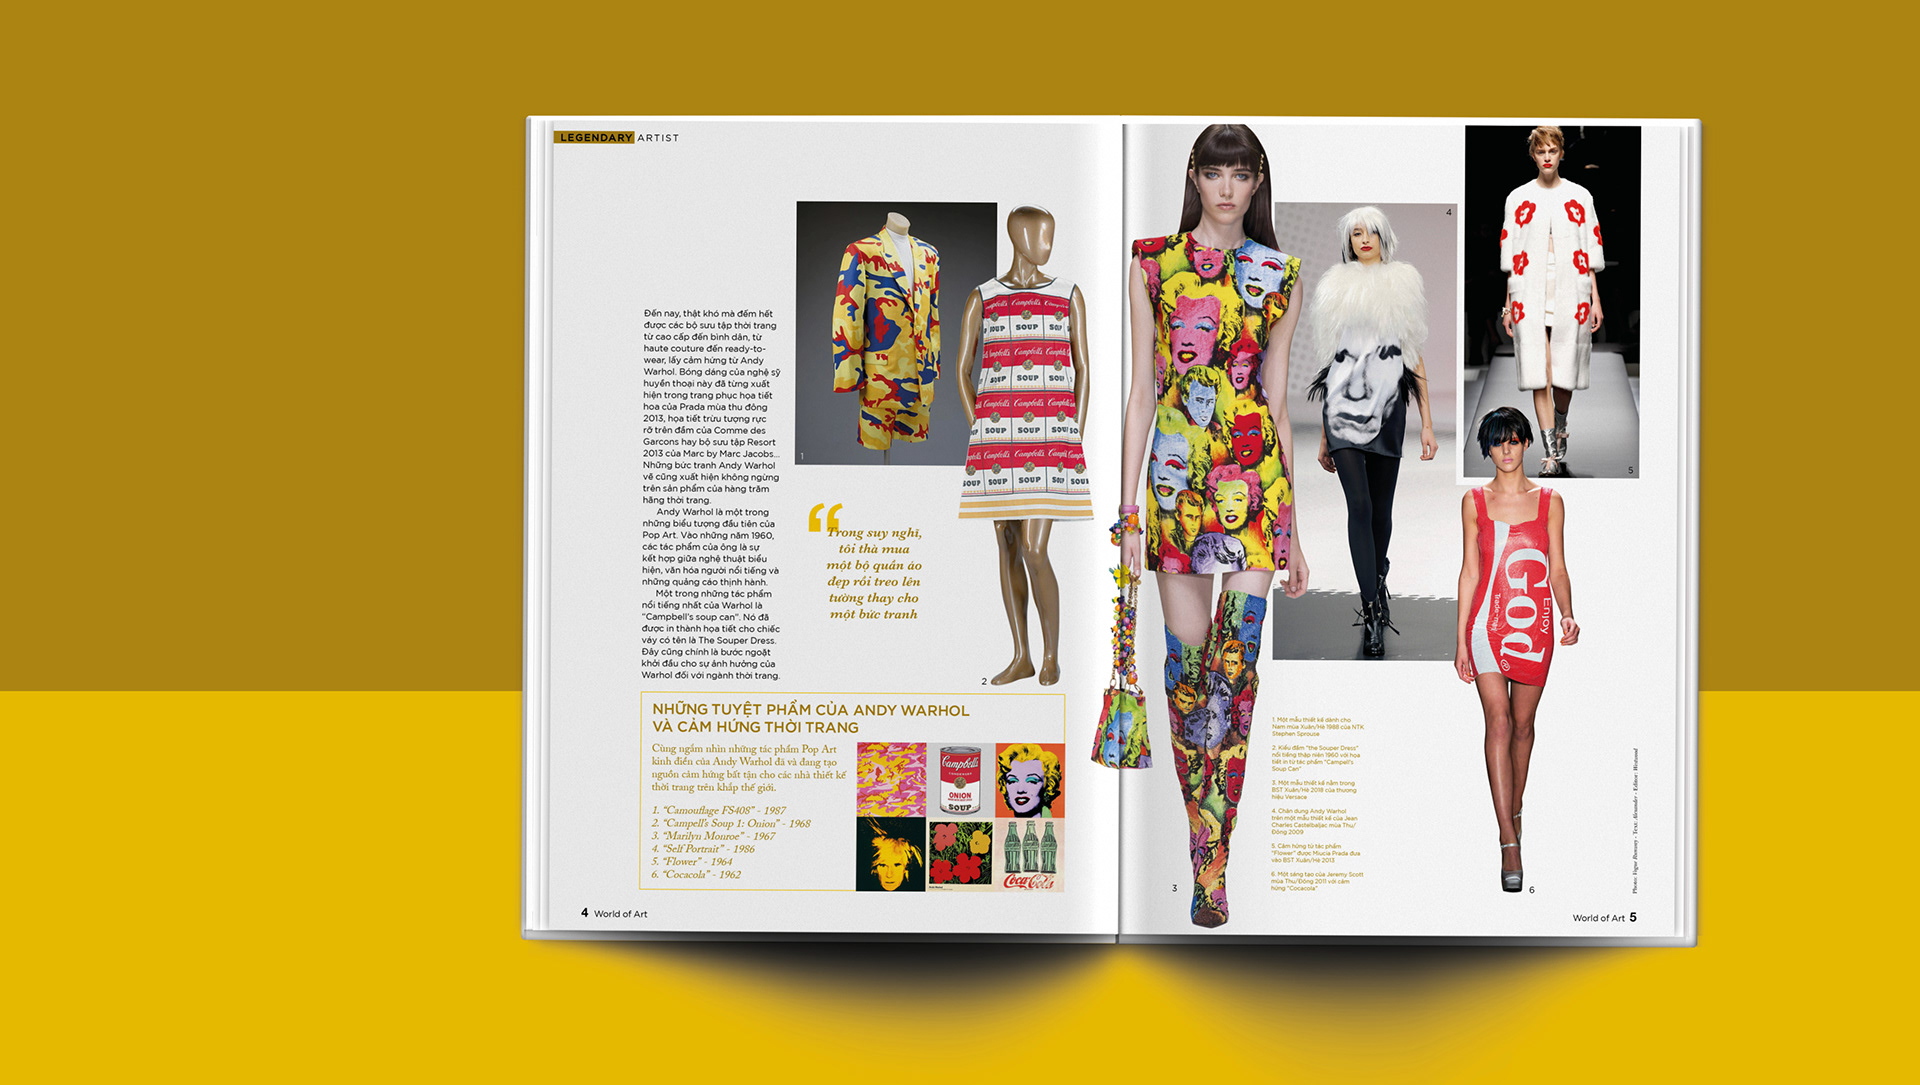 LEGENDARY ARTIST
Đến nay, thật khó mà đếm hết
được các bộ sưu tập thời trang
từ cao cấp đến bình dân, từ
haute couture đến ready-to-
wear, lấy cảm hứng từ Andy
Warhol. Bóng dáng của nghệ sỹ
huyền thoại này đã từng xuất
hiện trong trang phục họa tiết
hoa của Prada mùa thu đông
2013, họa tiết trừu tượng rực
rỡ trên đầm của Comme des
Garcons hay bộ sưu tập Resort
2013 của Marc by Marc Jacobs...
Những bức tranh Andy Warhol
vẽ cũng xuất hiện không ngừng
trên sản phẩm của hàng trăm
hãng thời trang.
Andy Warhol là một trong
những biểu tượng đầu tiên của
Pop Art. Vào những năm 1960,
các tác phẩm của ông là sự
kết hợp giữa nghệ thuật biểu
hiện, văn hóa người nổi tiếng và
những quảng cáo thịnh hành.
Một trong những tác phẩm
nổi tiếng nhất của Warhol là
“Campbell’s soup can”. Nó đã
được in thành họa tiết cho chiếc
váy có tên là The Souper Dress.
Đây cũng chính là bước ngoặt
khởi đầu cho sự ảnh hưởng của
Warhol đối với ngành thời trang.
1
“
Trong suy nghĩ,
tôi thà mua
một bộ quần áo
đẹp rồi treo lên
tường thay cho
một bức tranh
Campbell's
SOUP
2
NHỮNG TUYỆT PHẨM CỦA ANDY WARHOL
VÀ CẢM HỨNG THỜI TRANG
Cùng ngắm nhìn những tác phẩm Pop Art
kinh điển của Andy Warhol đã và đang tạo
nguồn cảm hứng bất tận cho các nhà thiết kế
thời trang trên khắp thế giới.
1. “Camouflage FS408” - 1987
2. “Campell’s Soup 1: Onion” - 1968
3. “Marilyn Monroe” - 1967
4. “Self Portrait” - 1986
5. “Flower” - 1964
6. “Cocacola” - 1962
Campbell's
ONION
SOUP
Coca-Cola
4 World of Art
3
4
5
Enjoy
God
Trade-mark
®
6
1. Một mẫu thiết kế dành cho
Nam mùa Xuân/Hè 1988 của NTK
Stephen Sprouse
2. Kiểu đầm “the Souper Dress”
nổi tiếng thập niên 1960 với họa
tiết in từ tác phẩm “Campell’s
Soup Can”
3. Một mẫu thiết kế nằm trong
BST Xuân/Hè 2018 của thương
hiệu Versace
4. Chân dung Andy Warhol
trên một mẫu thiết kế của Jean
Charles Castelbaljac mùa Thu/
Đông 2009
5. Cảm hứng từ tác phẩm
“Flower” được Miucia Prada đưa
vào BST Xuân/Hè 2013
6. Một sáng tạo của Jeremy Scott
mùa Thu/Đông 2011 với cảm
hứng “Cocacola”
World of Art 5